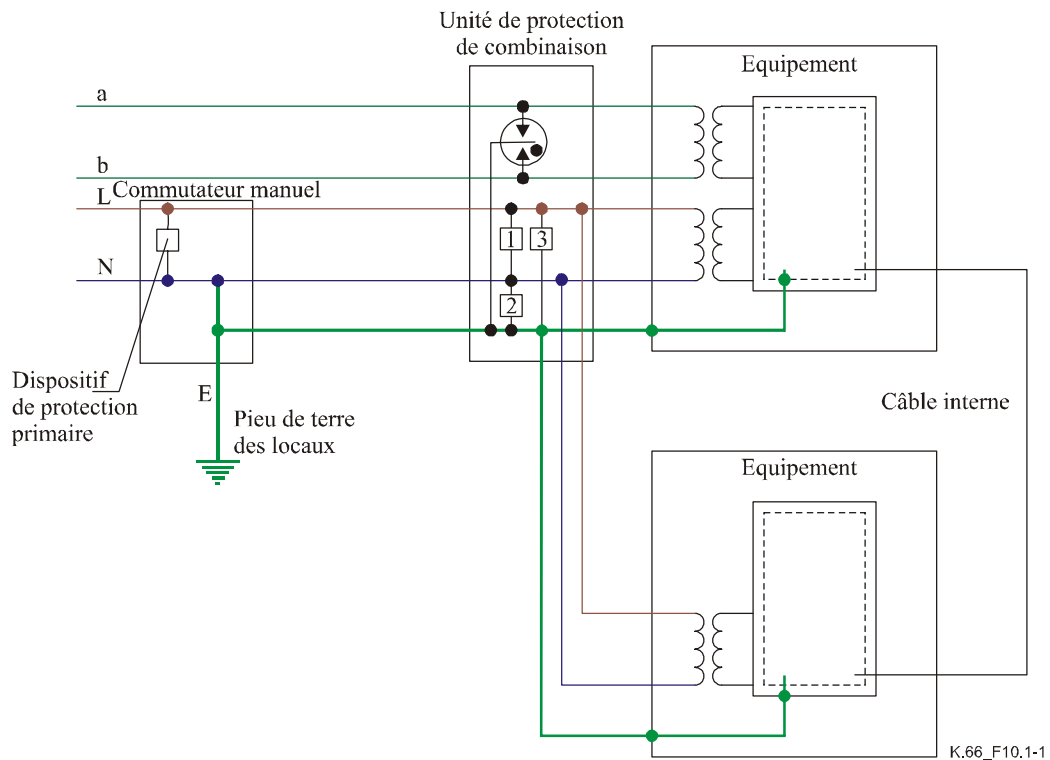 Unité de protection
de combinaison
Equipement
a
b
Commutateur manuel
L
1
3
N
2
Dispositif
de protection
primaire
E
Pieu de terre
des locaux
Câble interne
Equipement
K.66_F10.1-1